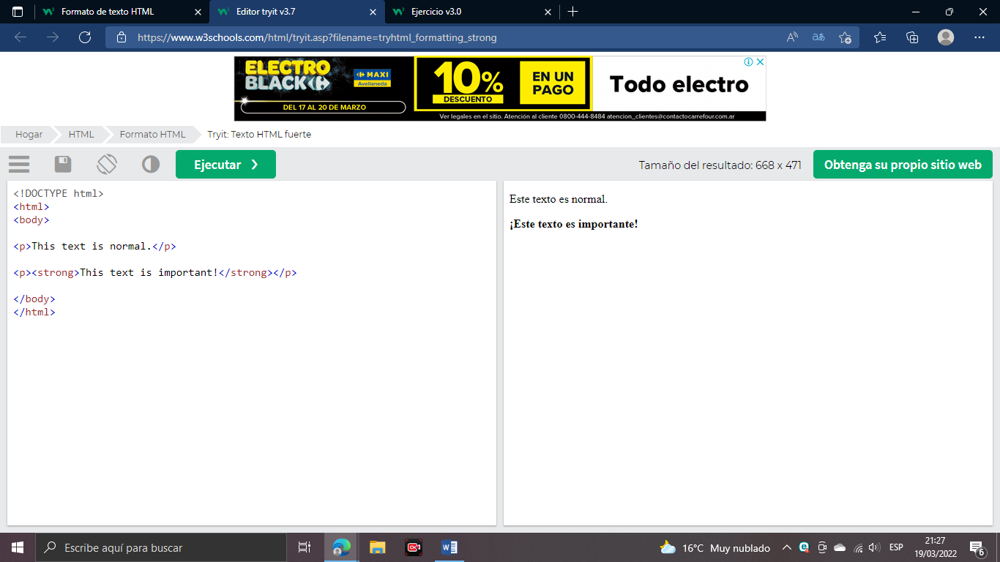 Formato de texto HTML
Editor tryit v3.7
Ejercicio v3.0
https://www.w3schools.com/html/tryit.asp?filename=tryhtml_formatting_strong
ELECTRO
BLACK
MAXI
Avellaneda
DEL 17 AL 20 DE MARZO
10%
DESCUENTO
EN UN
PAGO
Todo electro
Ver legales en el sitio. Atención al cliente 0800-444-8484 atencion_clientes@contactocarrefour.com.ar
Hogar HTML Formato HTML Tryit: Texto HTML fuerte
Ejecutar ❯
Tamaño del resultado: 668 x 471
Obtenga su propio sitio web
<!DOCTYPE html>
<html>
<body>
<p>This text is normal.</p>
<p><strong>This text is important!</strong></p>
</body>
</html>
Este texto es normal.
¡Este texto es importante!
Escribe aquí para buscar
16°C Muy nublado
ESP
21:27
19/03/2022
6